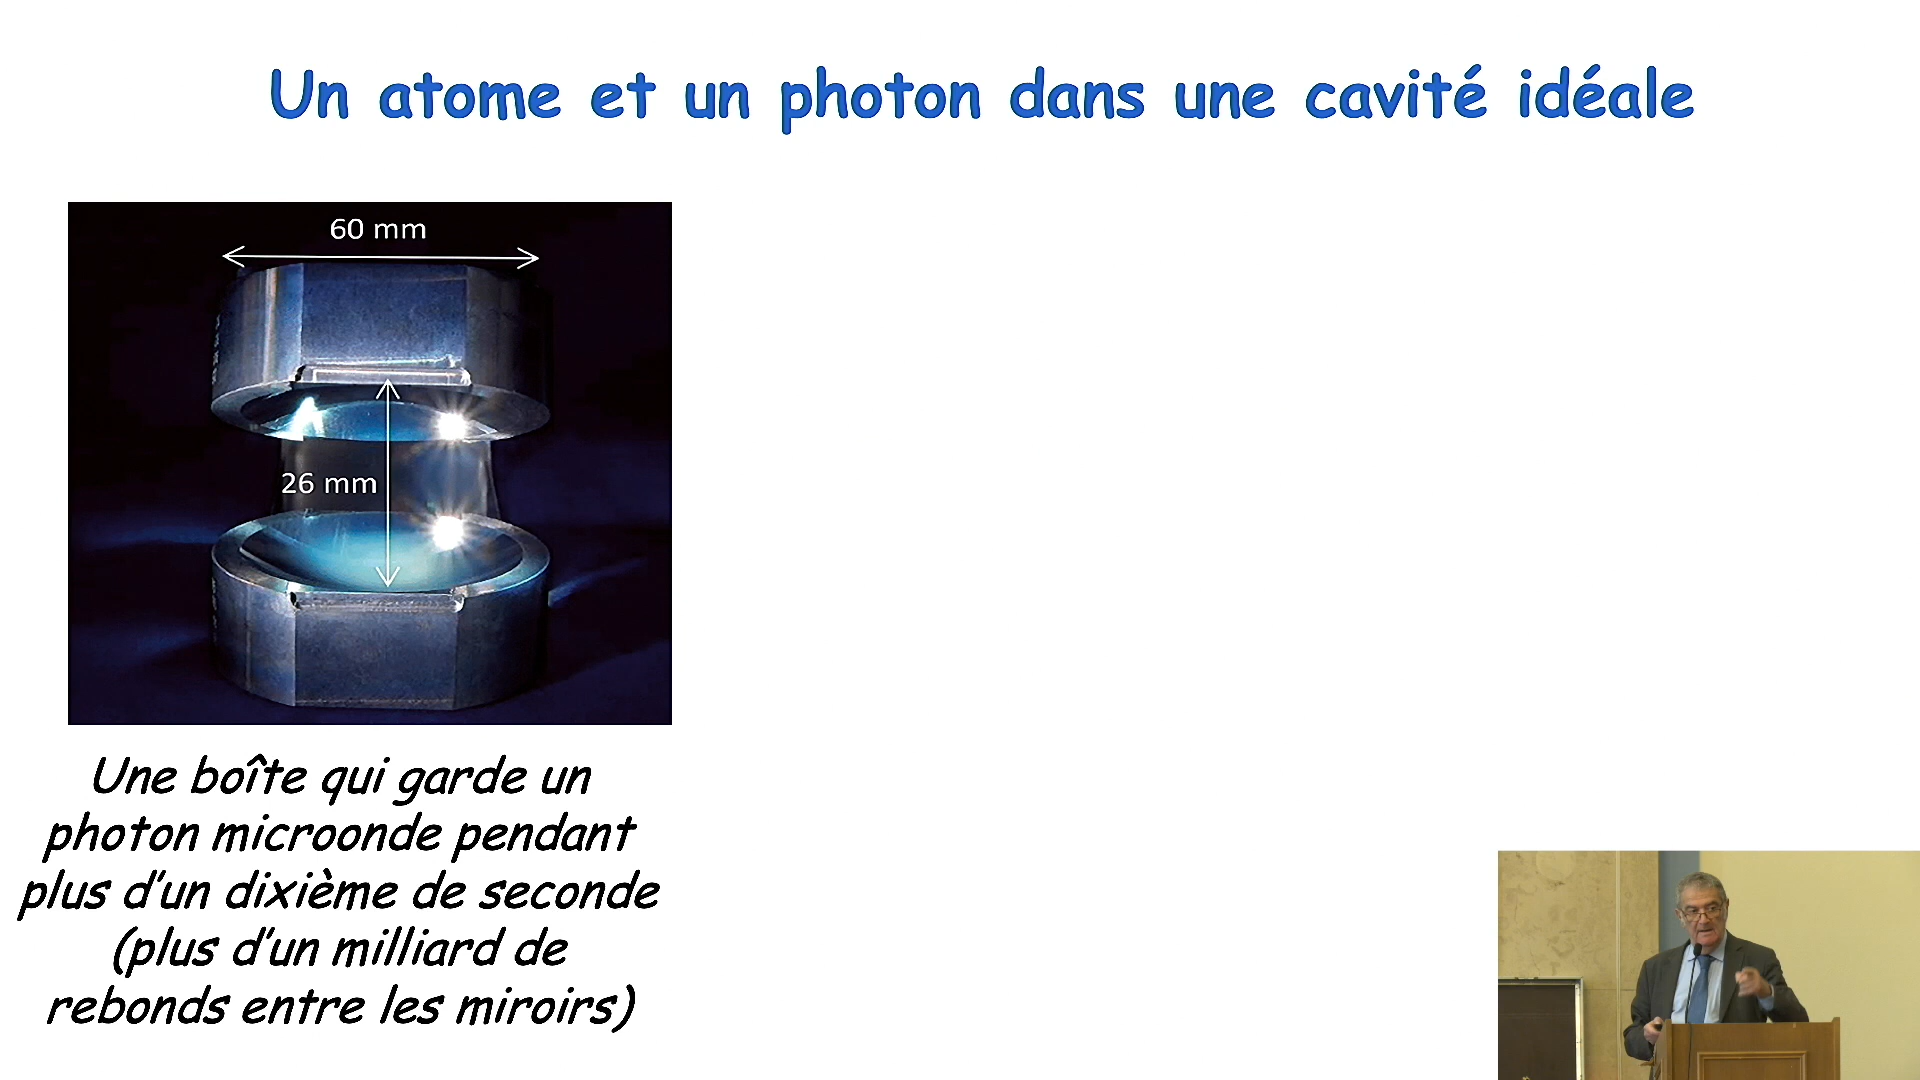 Un atome et un photon dans une cavité idéale
60 mm
26 mm
Une boîte qui garde un
photon microonde pendant
plus d'un dixième de seconde
(plus d'un milliard de
rebonds entre les miroirs)